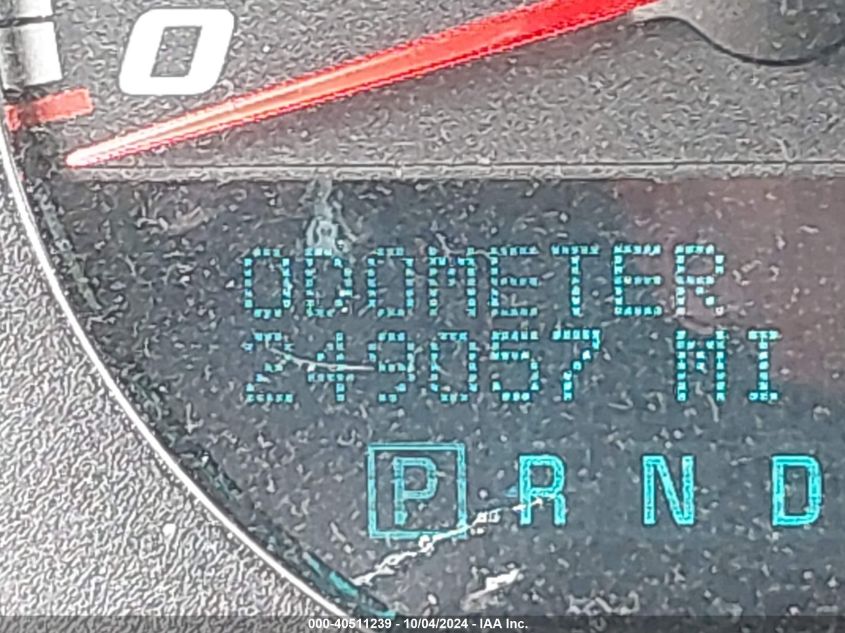 0
ODOMETER
249057 MI
P R N D
000-40511239 - 10/04/2024 - IAA Inc.